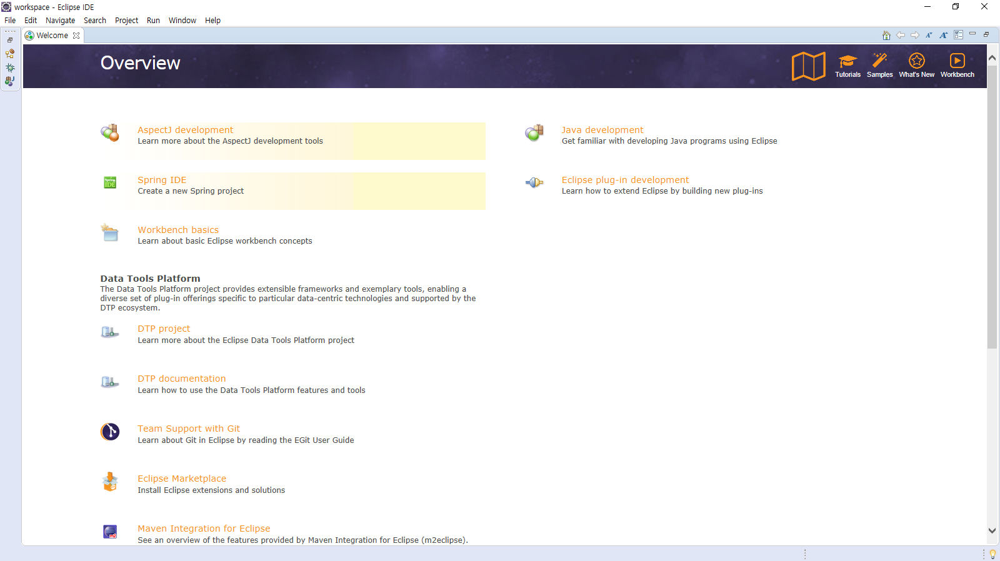 workspace - Eclipse IDE
File Edit Navigate Search Project Run Window Help
Welcome
Overview
Tutorials Samples What's New Workbench
AspectJ development
Learn more about the AspectJ development tools
Java development
Get familiar with developing Java programs using Eclipse
Spring IDE
Create a new Spring project
Eclipse plug-in development
Learn how to extend Eclipse by building new plug-ins
Workbench basics
Learn about basic Eclipse workbench concepts
Data Tools Platform
The Data Tools Platform project provides extensible frameworks and exemplary tools, enabling a
diverse set of plug-in offerings specific to particular data-centric technologies and supported by the
DTP ecosystem.
DTP project
Learn more about the Eclipse Data Tools Platform project
DTP documentation
Learn how to use the Data Tools Platform features and tools
Team Support with Git
Learn about Git in Eclipse by reading the EGit User Guide
Eclipse Marketplace
Install Eclipse extensions and solutions
Maven Integration for Eclipse
See an overview of the features provided by Maven Integration for Eclipse (m2eclipse).